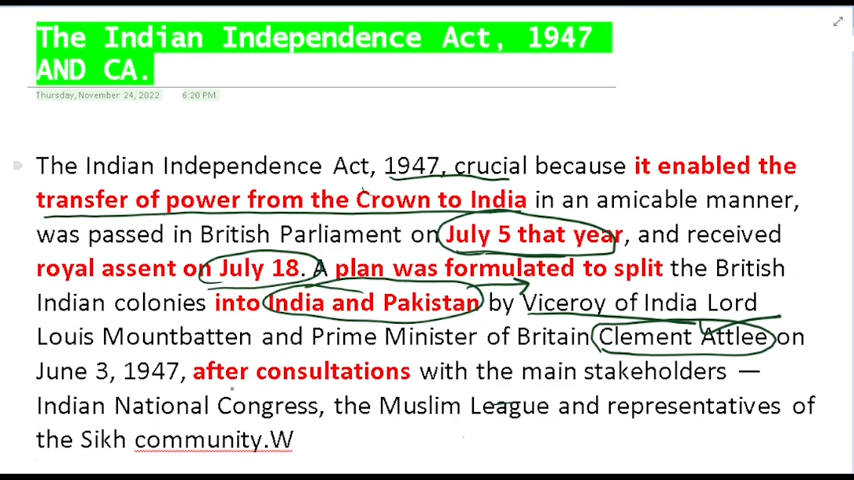 The Indian Independence Act, 1947
AND CA.
Thursday, November 24, 2022 6:20 PM
The Indian Independence Act, 1947, crucial because it enabled the
transfer of power from the Crown to India in an amicable manner,
was passed in British Parliament on July 5 that year, and received
royal assent on July 18. A plan was formulated to split the British
Indian colonies into India and Pakistan by Viceroy of India Lord
Louis Mountbatten and Prime Minister of Britain Clement Attlee on
June 3, 1947, after consultations with the main stakeholders —
Indian National Congress, the Muslim League and representatives of
the Sikh community.W